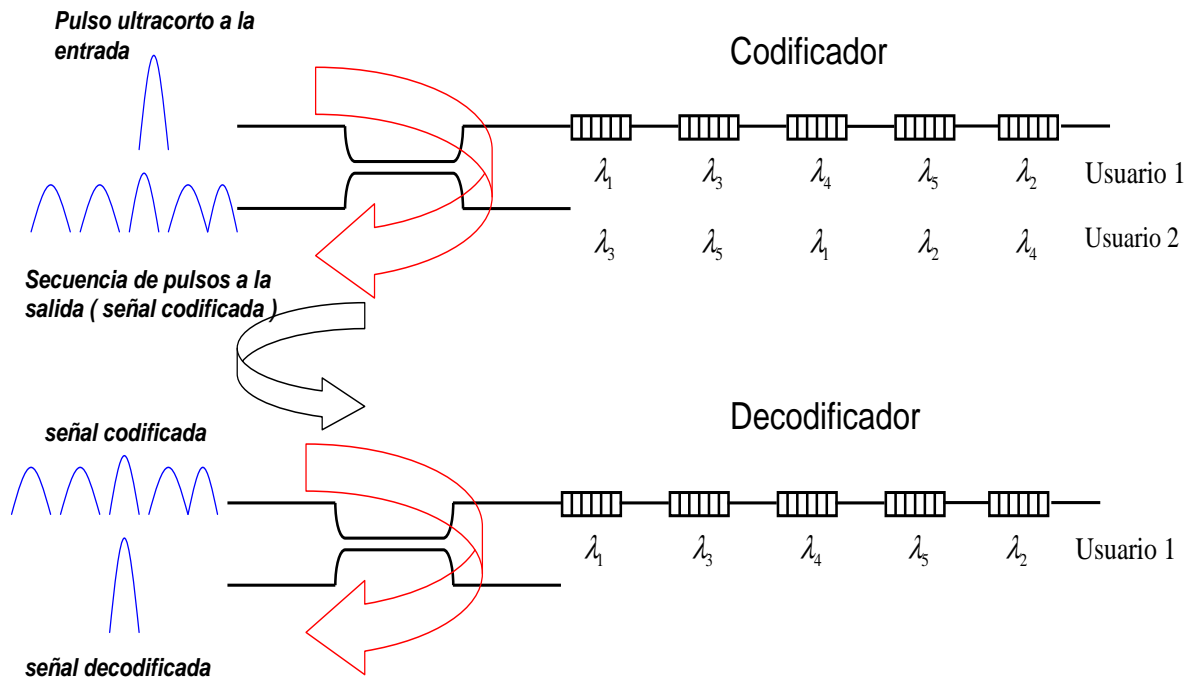 Pulso ultracorto a la
entrada
Codificador
λ1 λ3 λ4 λ5 λ2 Usuario 1
λ3 λ5 λ1 λ2 λ4 Usuario 2
Secuencia de pulsos a la
salida ( señal codificada )
Decodificador
señal codificada
λ1 λ3 λ4 λ5 λ2 Usuario 1
señal decodificada